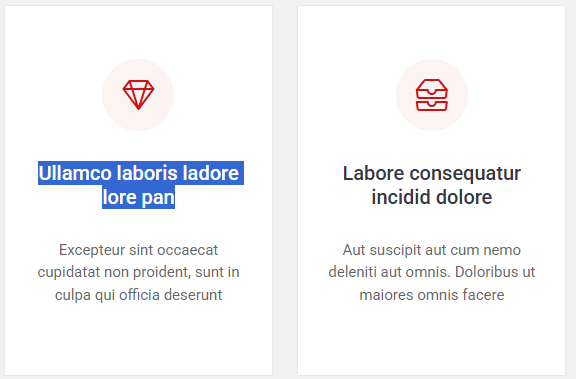 Ullamco laboris ladore
lore pan
Excepteur sint occaecat
cupidatat non proident, sunt in
culpa qui officia deserunt
Labore consequatur
incidid dolore
Aut suscipit aut cum nemo
deleniti aut omnis. Doloribus ut
maiores omnis facere